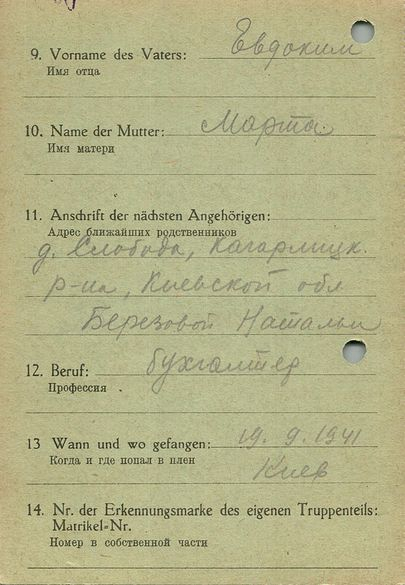 9. Vorname des Vaters: Евдоким
Имя отца
10. Name der Mutter: Марта
Имя матери
11. Anschrift der nächsten Angehörigen:
Адрес ближайших родственников
д. Слобода, Кагарлицк.
р-на, Киевской обл
Березовой Натальи
12. Beruf: бухгалтер
Профессия
13 Wann und wo gefangen: 19. 9. 1941
Когда и где попал в плен
Киев
14. Nr. der Erkennungsmarke des eigenen Truppenteils:
Matrikel-Nr.
Номер в собственной части